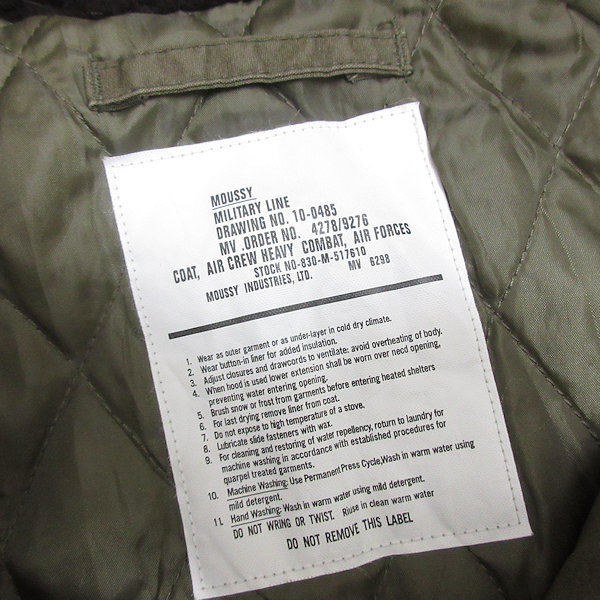 MOUSSY
MILITARY LINE
DRAWING NO. 10-0485
MV .ORDER NO. 4278/9276
COAT, AIR CREW HEAVY COMBAT, AIR FORCES
STOCK NO-830-M-517610
MOUSSY INDUSTRIES, LTD. MV 6298
1. Wear as outer garment or as under-layer in cold dry climate.
2. Wear button-in liner for added insulation.
3. Adjust closures and drawcords to ventilate: avoid overheating of body.
4. When hood is used lower extension shall be worn over necd opening,
preventing water entering opening.
5. Brush snow or frost from garments before entering heated shelters
6. For last drying remove liner from coat.
7. Do not expose to high temperature of a stove.
8. Lubricate slide fasteners with wax.
9. For cleaning and restoring of water repellency, return to laundry for
machine washing in accordance with established procedures for
quarpel treated garments.
10. Machine Washing: Use Permanent Press Cycle,Wash in warm water using
mild detergent.
11. Hand Washing: Wash in warm water using mild detergent.
DO NOT WRING OR TWIST. Riuse in clean warm water
DO NOT REMOVE THIS LABEL